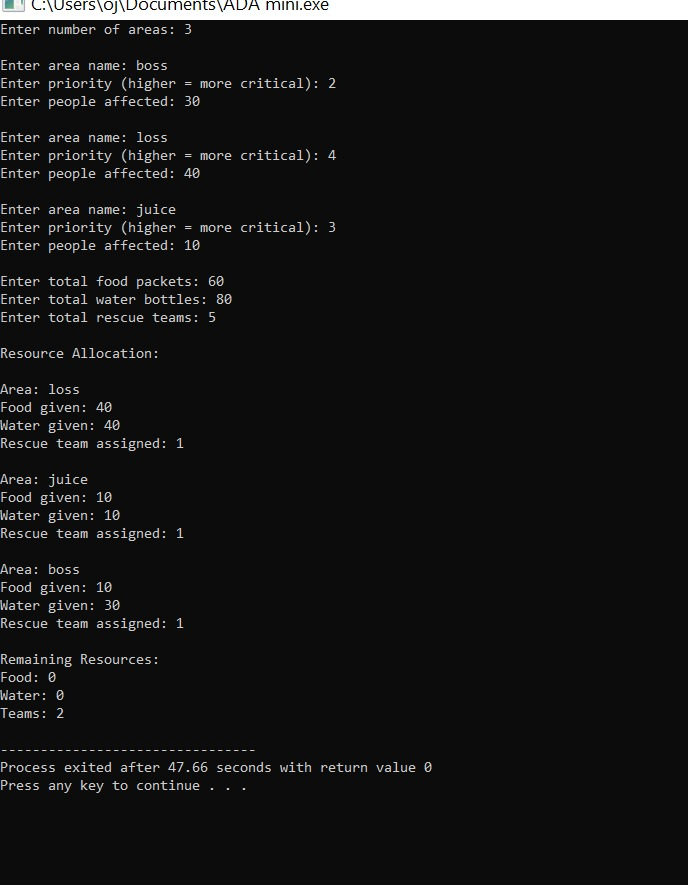 C:\Users\oj\Documents\ADA mini.exe
Enter number of areas: 3
Enter area name: boss
Enter priority (higher = more critical): 2
Enter people affected: 30
Enter area name: loss
Enter priority (higher = more critical): 4
Enter people affected: 40
Enter area name: juice
Enter priority (higher = more critical): 3
Enter people affected: 10
Enter total food packets: 60
Enter total water bottles: 80
Enter total rescue teams: 5
Resource Allocation:
Area: loss
Food given: 40
Water given: 40
Rescue team assigned: 1
Area: juice
Food given: 10
Water given: 10
Rescue team assigned: 1
Area: boss
Food given: 10
Water given: 30
Rescue team assigned: 1
Remaining Resources:
Food: 0
Water: 0
Teams: 2
--------------------------------
Process exited after 47.66 seconds with return value 0
Press any key to continue . . .